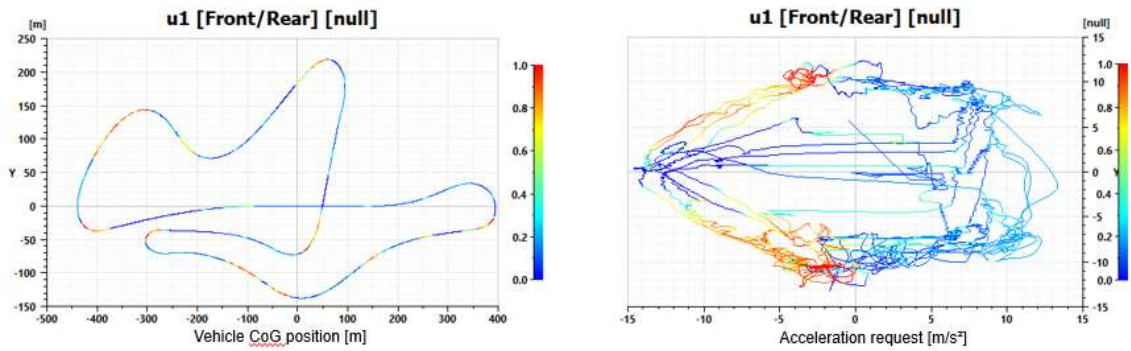 u1 [Front/Rear] [null]
[m]
250
200
150
100
50
0
-50
-100
-150
Y
-500 -400 -300 -200 -100 0 100 200 300 400
Vehicle CoG position [m]
1.0
0.8
0.6
0.4
0.2
0.0
u1 [Front/Rear] [null]
[null]
15
10
5
0
-5
-10
-15
Y
-15 -10 -5 0 5 10 15
Acceleration request [m/s²]
1.0
0.8
0.6
0.4
0.2
0.0